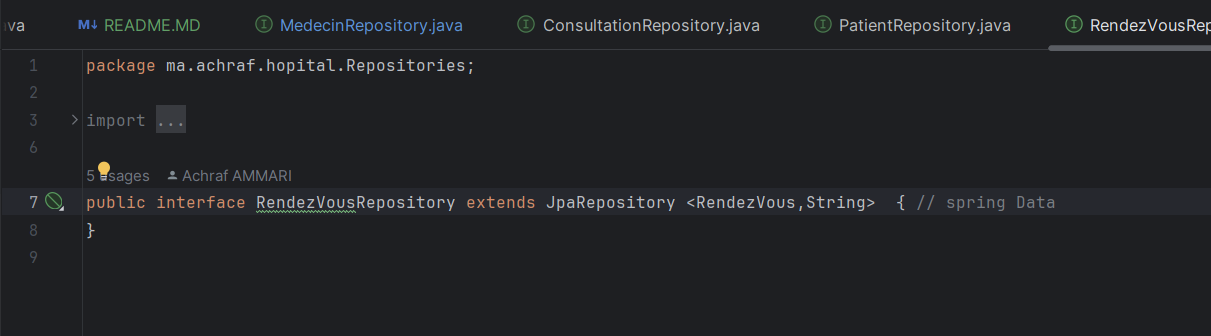 va README.MD MedecinRepository.java ConsultationRepository.java PatientRepository.java RendezVousRep
1 package ma.achraf.hopital.Repositories;
2
3 import ...
6
5 usages Achraf AMMARI
7 public interface RendezVousRepository extends JpaRepository <RendezVous,String> { // spring Data
8 }
9